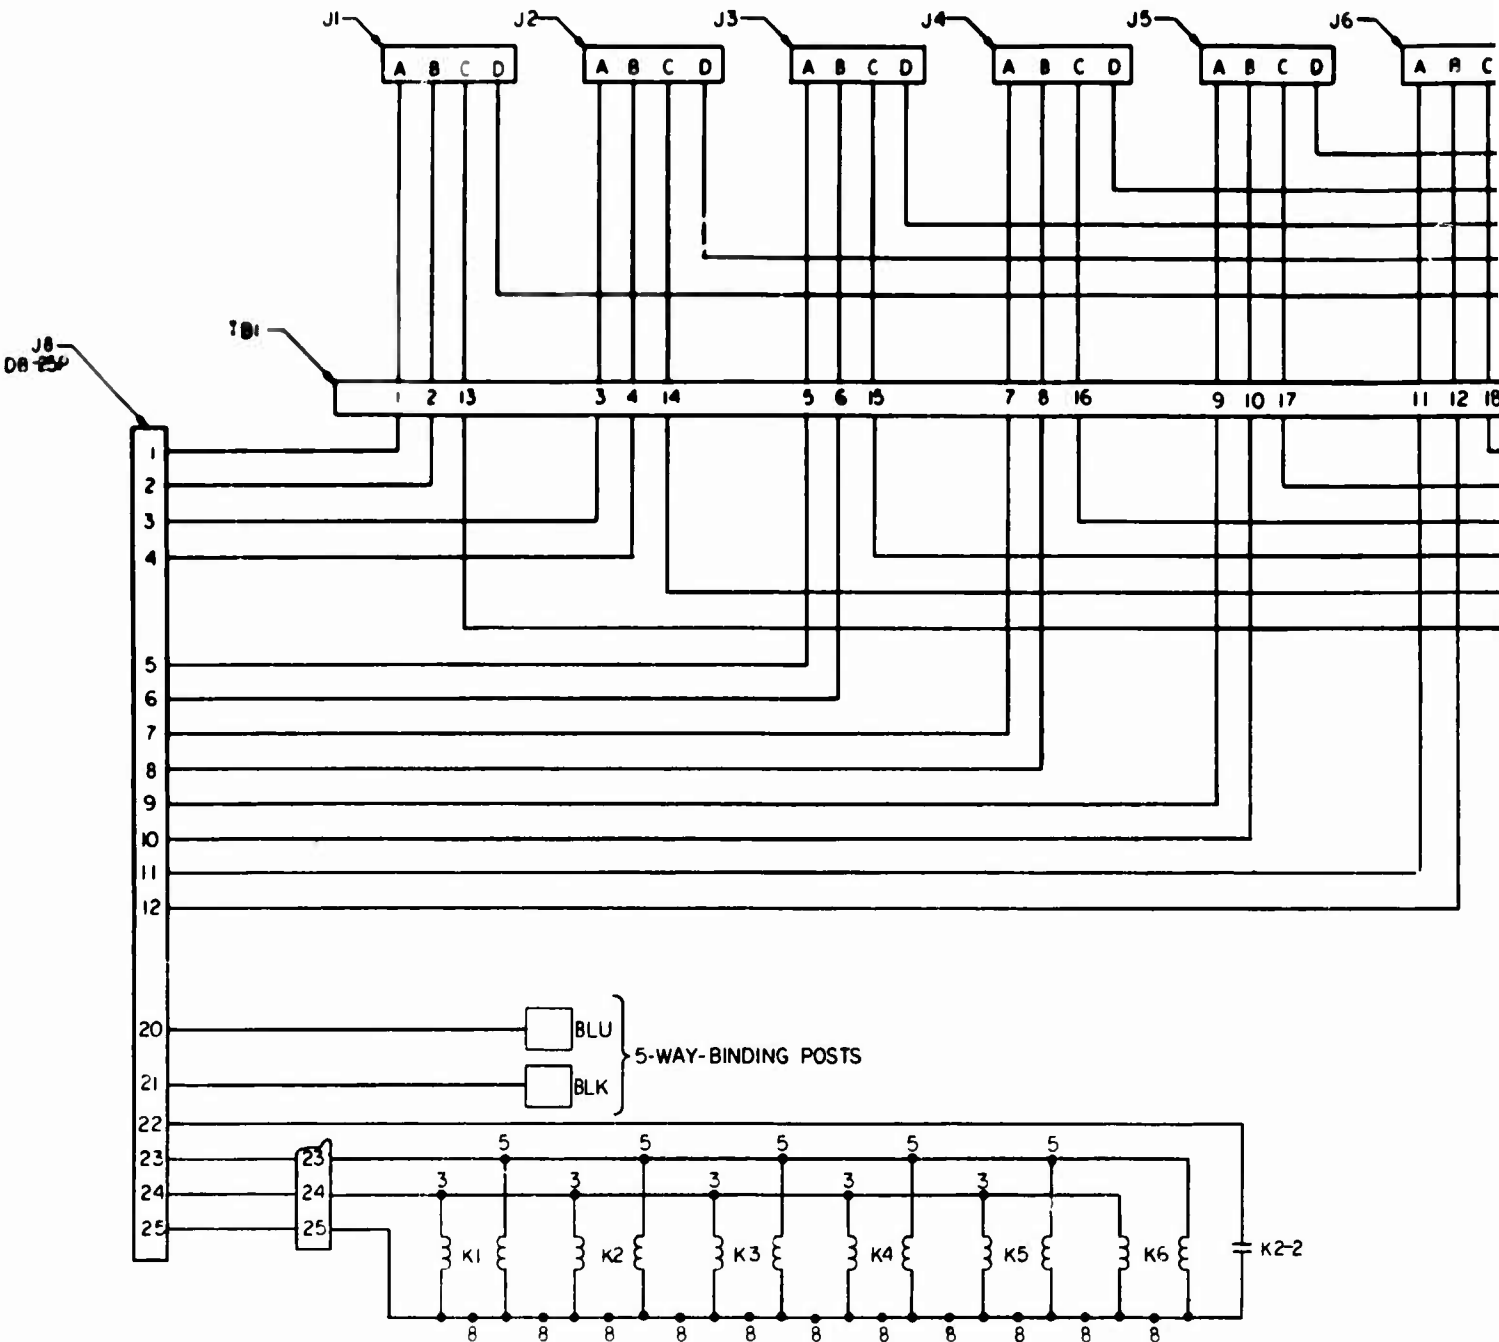 J1 J2 J3 J4 J5 J6
A B C D A B C D A B C D A B C D A B C D A B C
TB1
J8
DB-25P
1 2 13 3 4 14 5 6 15 7 8 16 9 10 17 11 12 18
1
2
3
4
5
6
7
8
9
10
11
12
20 BLU
5-WAY-BINDING POSTS
21 BLK
22
5 5 5 5 5
23 23
3 3 3 3 3
24 24
25 25
K1 K2 K3 K4 K5 K6 K2-2
8 8 8 8 8 8 8 8 8 8 8